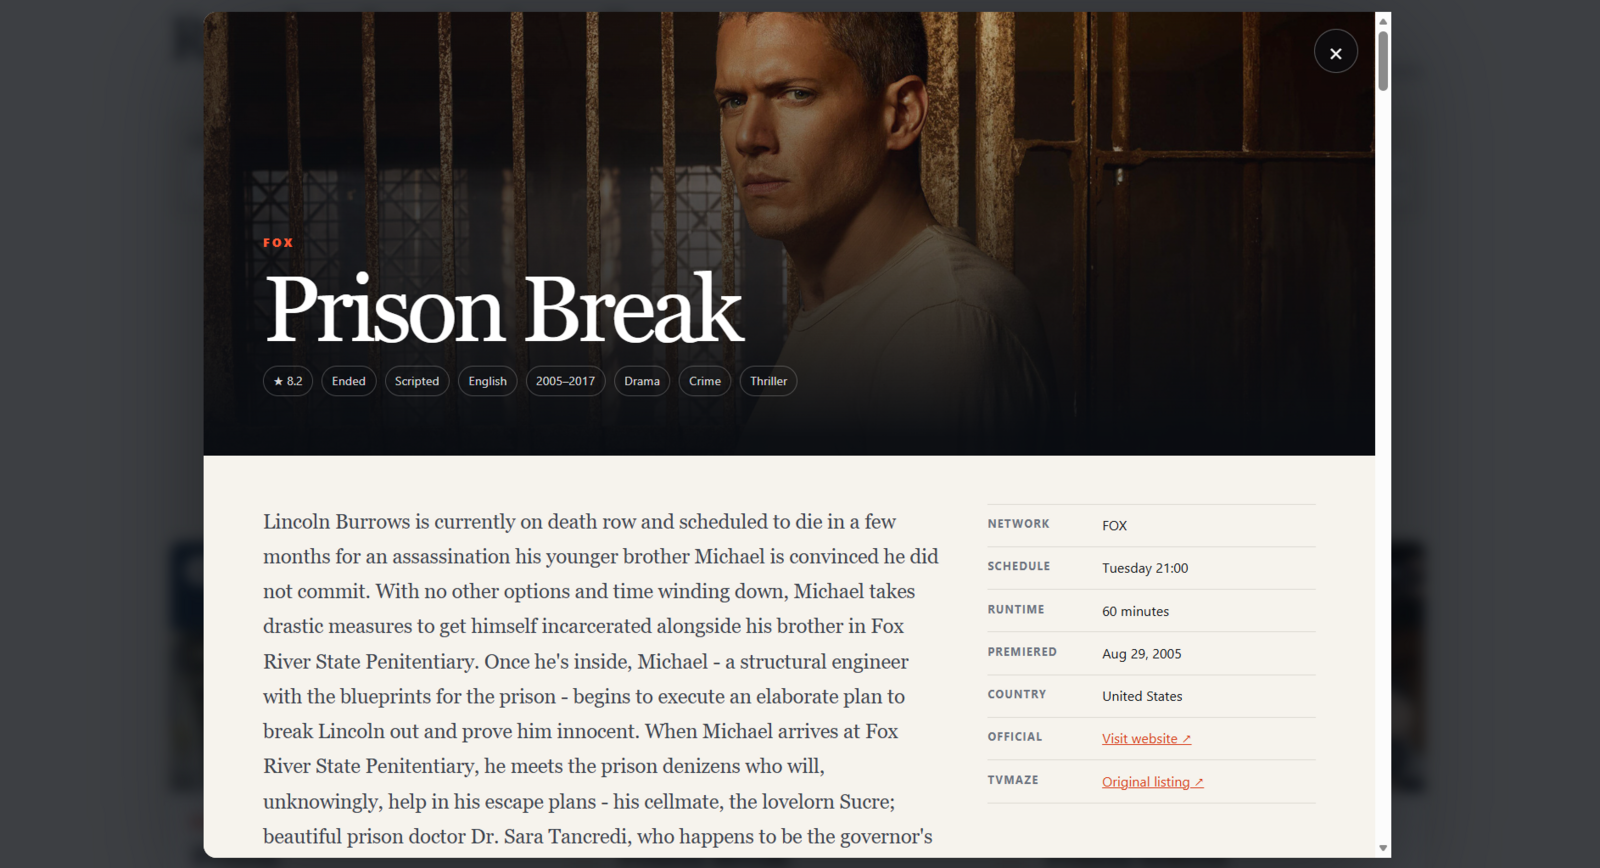 ×
FOX
Prison Break
★ 8.2
Ended
Scripted
English
2005–2017
Drama
Crime
Thriller
Lincoln Burrows is currently on death row and scheduled to die in a few
months for an assassination his younger brother Michael is convinced he did
not commit. With no other options and time winding down, Michael takes
drastic measures to get himself incarcerated alongside his brother in Fox
River State Penitentiary. Once he's inside, Michael - a structural engineer
with the blueprints for the prison - begins to execute an elaborate plan to
break Lincoln out and prove him innocent. When Michael arrives at Fox
River State Penitentiary, he meets the prison denizens who will,
unknowingly, help in his escape plans - his cellmate, the lovelorn Sucre;
beautiful prison doctor Dr. Sara Tancredi, who happens to be the governor's
NETWORK FOX
SCHEDULE Tuesday 21:00
RUNTIME 60 minutes
PREMIERED Aug 29, 2005
COUNTRY United States
OFFICIAL Visit website ↗
TVMAZE Original listing ↗